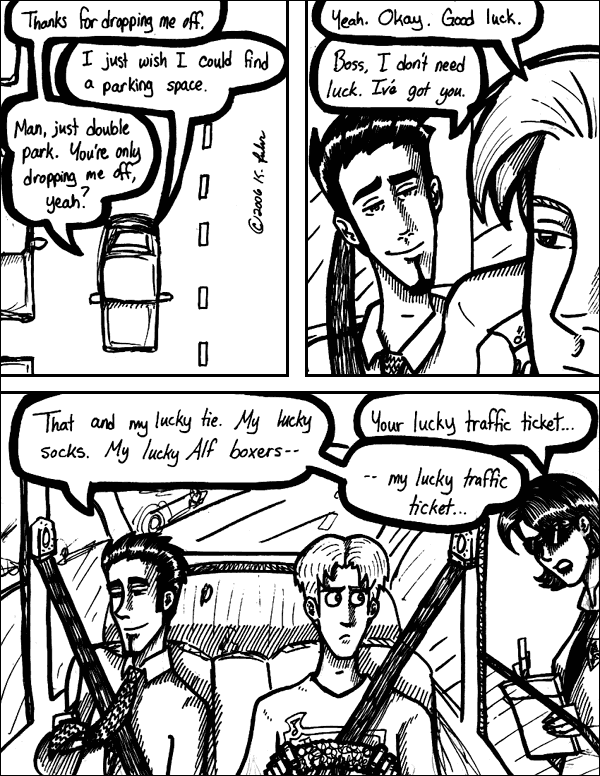 Thanks for dropping me off.
I just wish I could find
a parking space.
Man, just double
park. You're only
dropping me off,
yeah?
Yeah. Okay. Good luck.
Boss, I don't need
luck. I've got you.
That and my lucky tie. My lucky
socks. My lucky Alf boxers--
Your lucky traffic ticket...
-- my lucky traffic
ticket...
©2006 K.